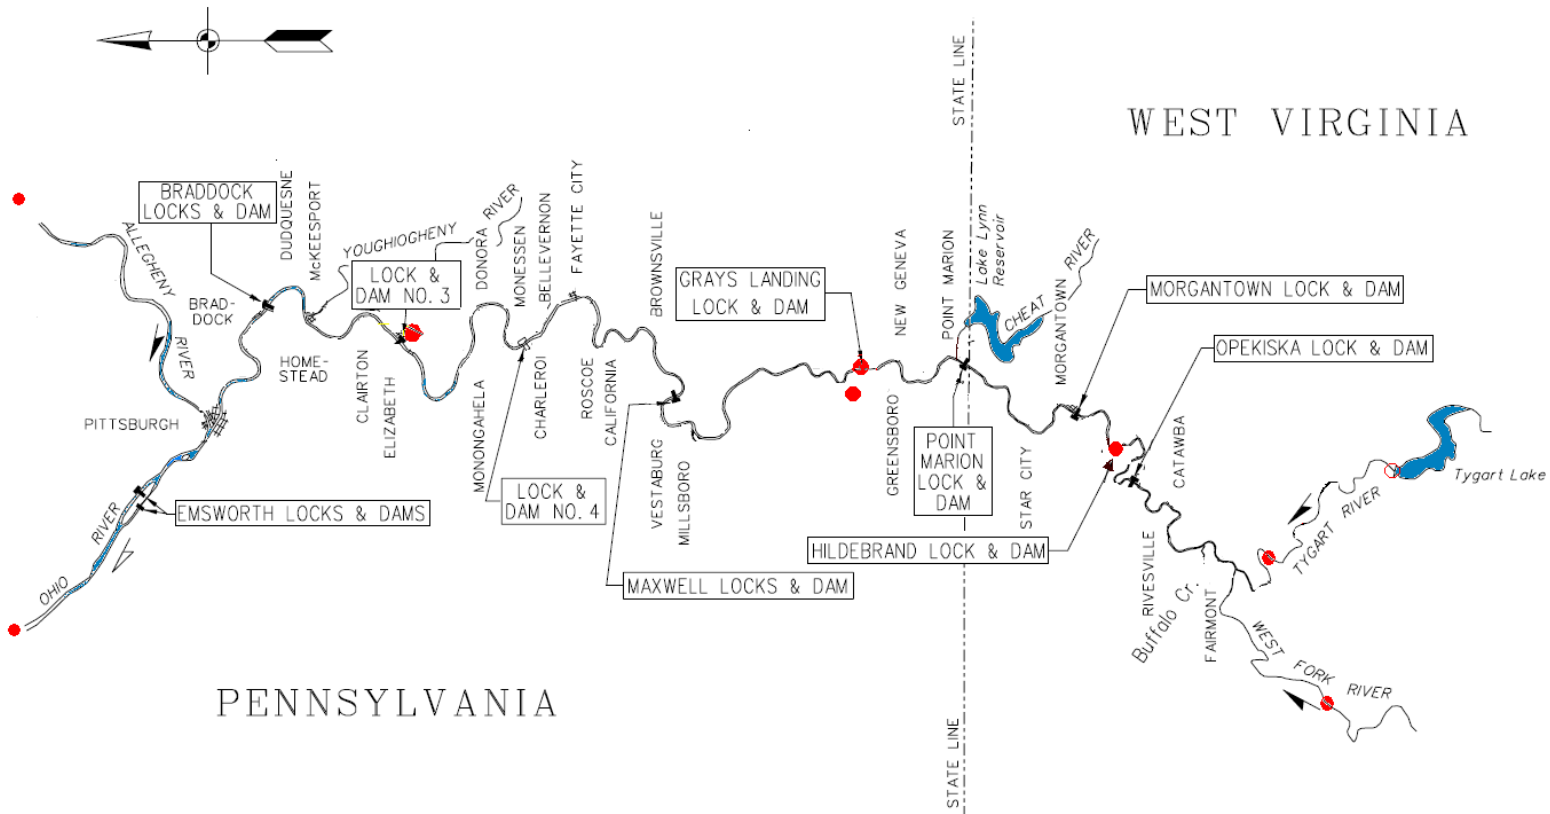 WEST VIRGINIA
PENNSYLVANIA
STATE LINE
STATE LINE
ALLEGHENY
RIVER
BRADDOCK
LOCKS & DAM
BRAD-
DOCK
PITTSBURGH
OHIO
RIVER
EMSWORTH LOCKS & DAMS
HOME-
STEAD
DUDQUESNE
McKEESPORT
YOUGHIOGHENY
RIVER
LOCK &
DAM NO. 3
CLAIRTON
ELIZABETH
DONORA
MONESSEN
BELLEVERNON
FAYETTE CITY
MONONGAHELA
LOCK &
DAM NO. 4
CHARLEROI
ROSCOE
CALIFORNIA
BROWNSVILLE
MAXWELL LOCKS & DAM
VESTABURG
MILLSBORO
GRAYS LANDING
LOCK & DAM
NEW GENEVA
GREENSBORO
POINT MARION
POINT
MARION
LOCK &
DAM
Lake Lynn
Reservoir
CHEAT
RIVER
STAR CITY
MORGANTOWN
MORGANTOWN LOCK & DAM
OPEKISKA LOCK & DAM
HILDEBRAND LOCK & DAM
CATAWBA
RIVESVILLE
Buffalo Cr.
FAIRMONT
TYGART RIVER
Tygart Lake
WEST FORK RIVER